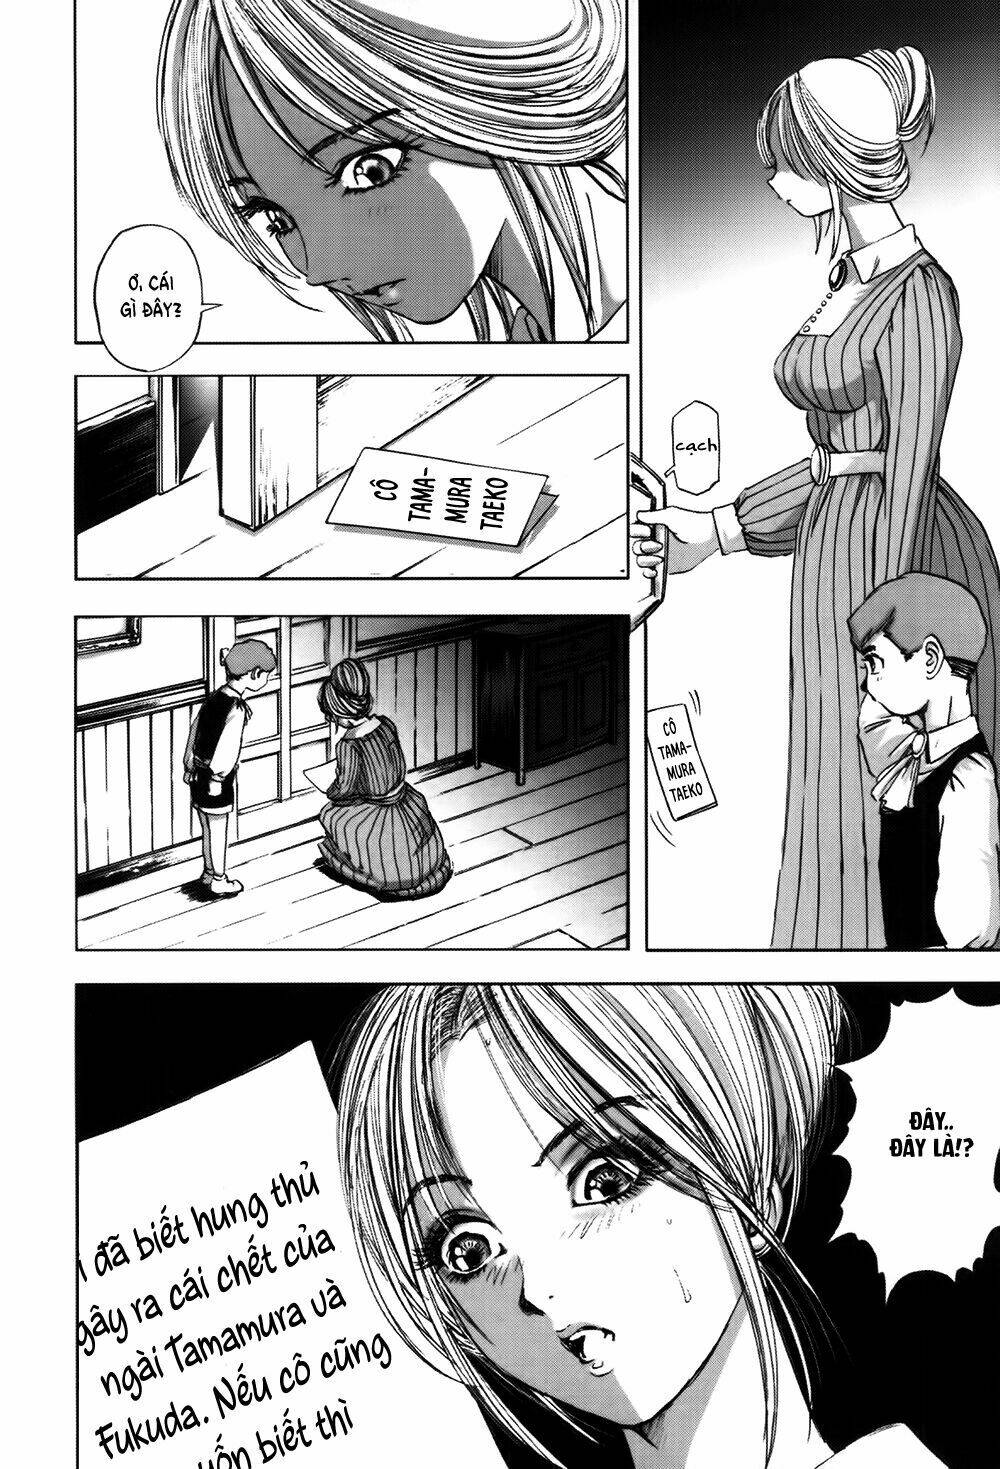 cạch
CÔ
TAMA-
MURA
TAEKO
Ơ, CÁI
GÌ ĐÂY?
CÔ
TAMA-
MURA
TAEKO
ĐÂY..
ĐÂY LÀ!?
i đã biết hung thủ
gây ra cái chết của
ngài Tamamura và
Fukuda. Nếu cô cũng
uốn biết thì